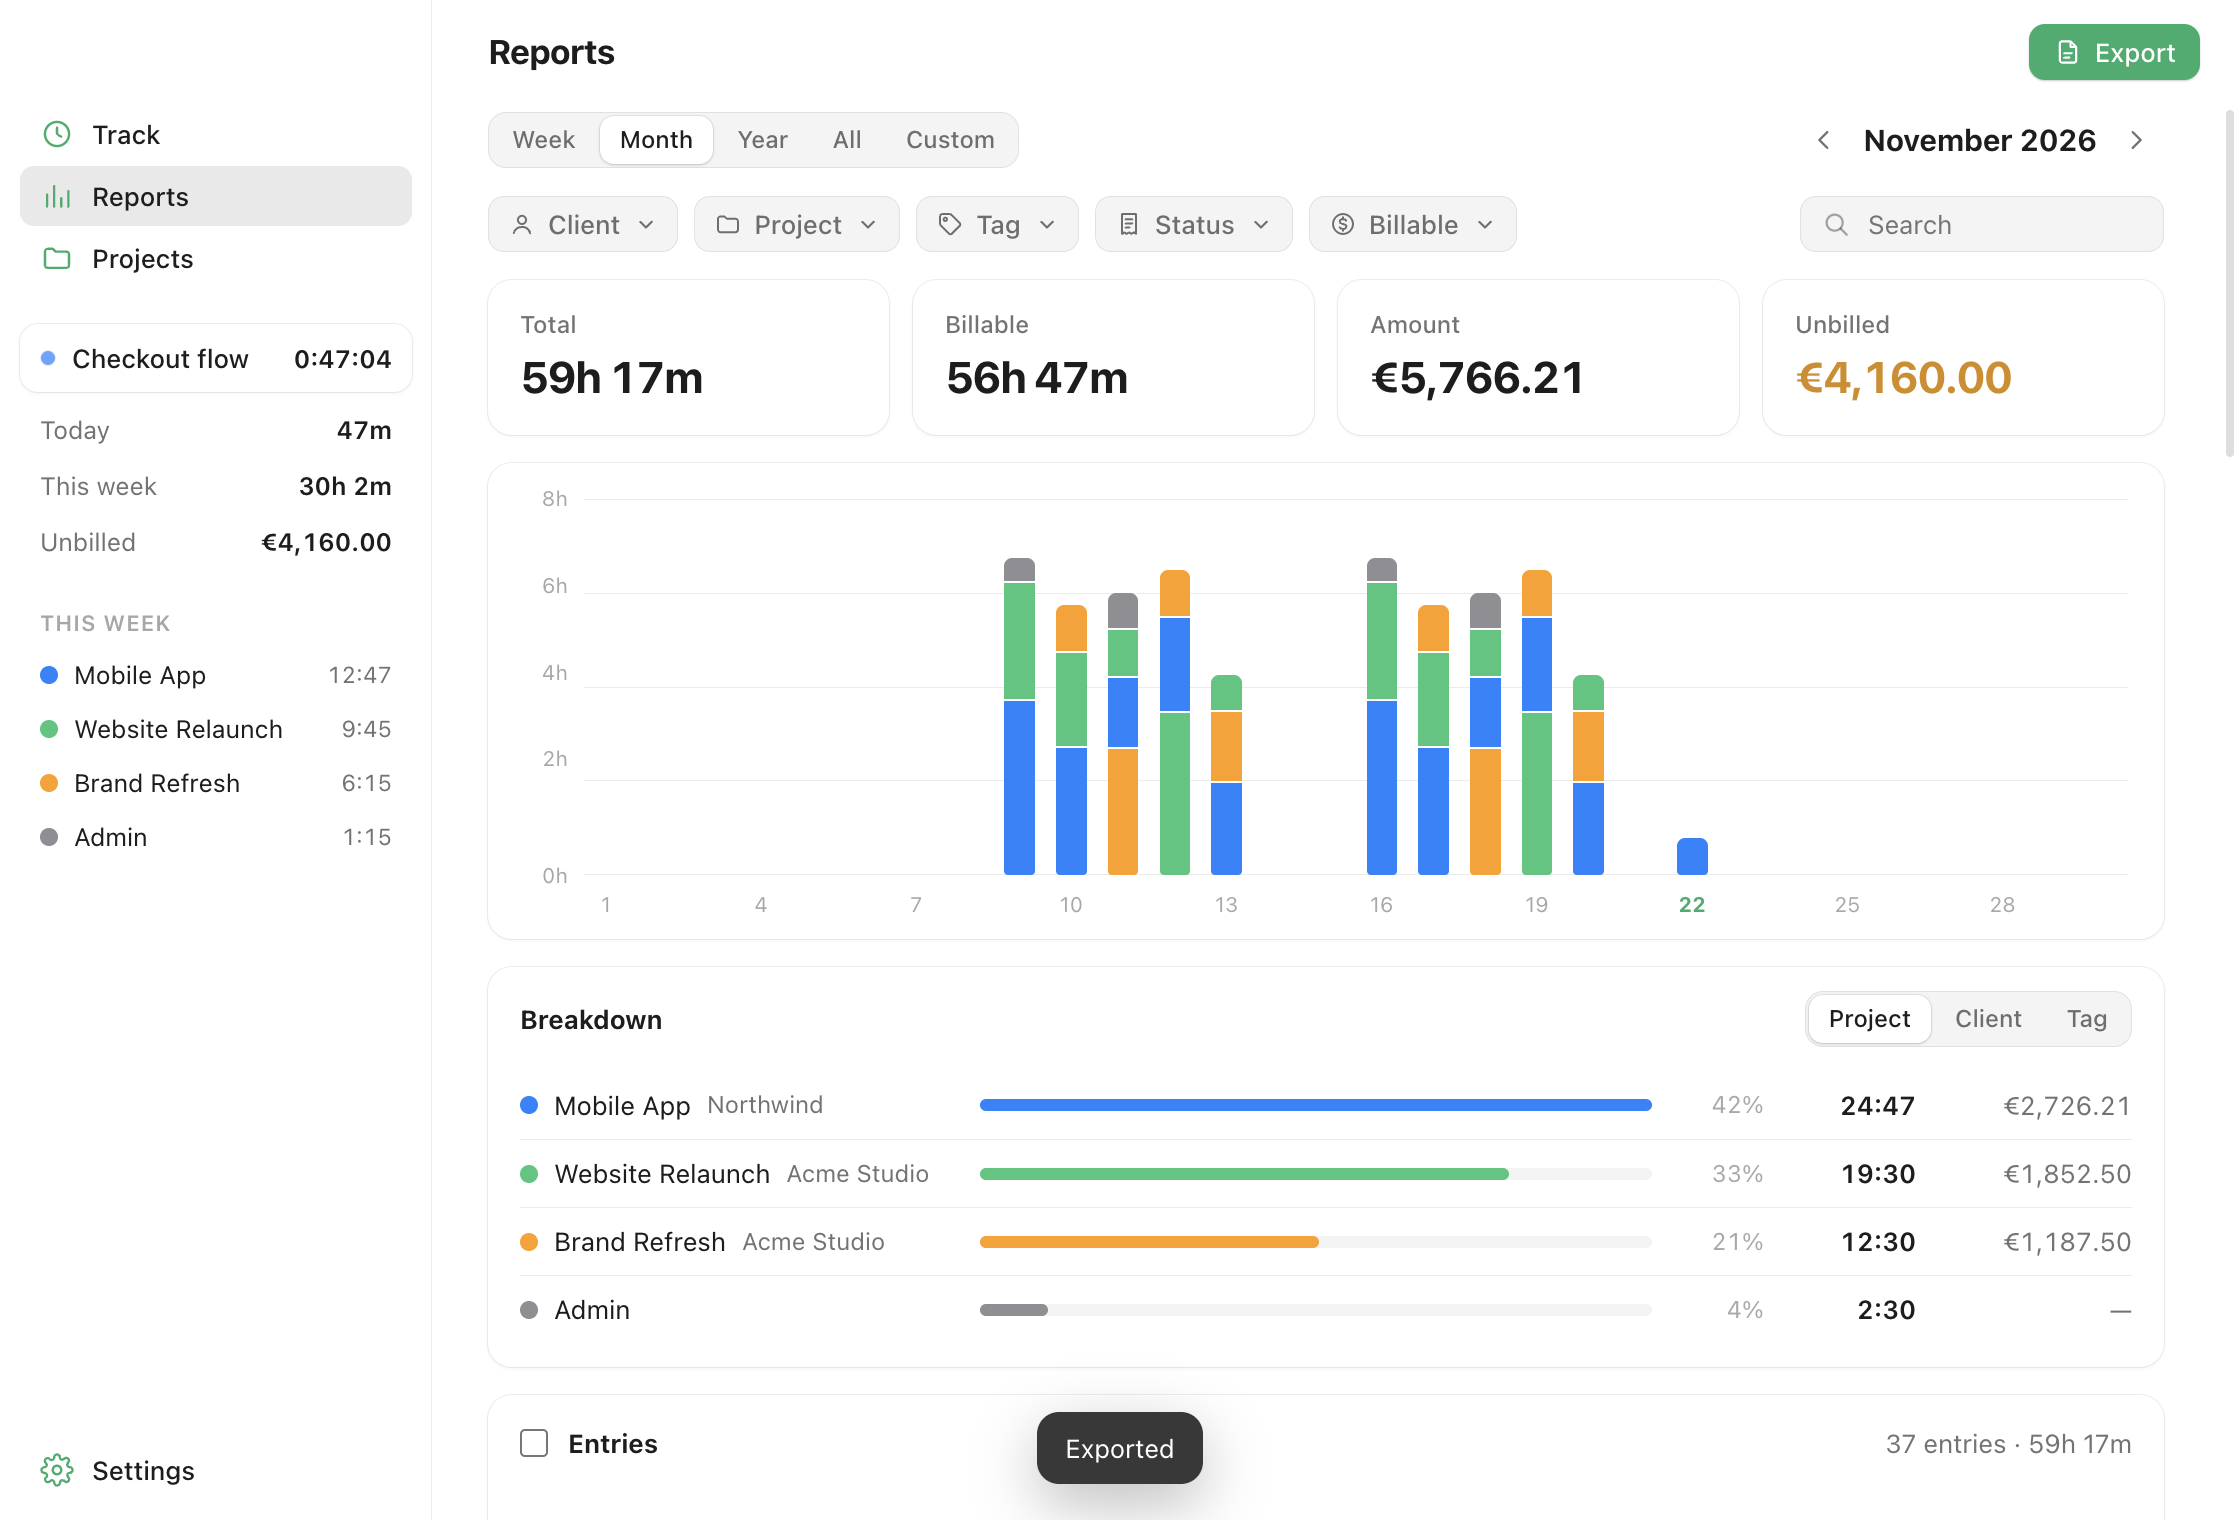 Track
Reports
Projects
Checkout flow 0:47:04
Today 47m
This week 30h 2m
Unbilled €4,160.00
THIS WEEK
Mobile App 12:47
Website Relaunch 9:45
Brand Refresh 6:15
Admin 1:15
Settings
Reports
Export
Week Month Year All Custom
November 2026
Client Project Tag Status Billable
Search
Total
59h 17m
Billable
56h 47m
Amount
€5,766.21
Unbilled
€4,160.00
8h
6h
4h
2h
0h
1 4 7 10 13 16 19 22 25 28
Breakdown
Project Client Tag
Mobile App Northwind 42% 24:47 €2,726.21
Website Relaunch Acme Studio 33% 19:30 €1,852.50
Brand Refresh Acme Studio 21% 12:30 €1,187.50
Admin 4% 2:30 —
Entries
37 entries · 59h 17m
Exported